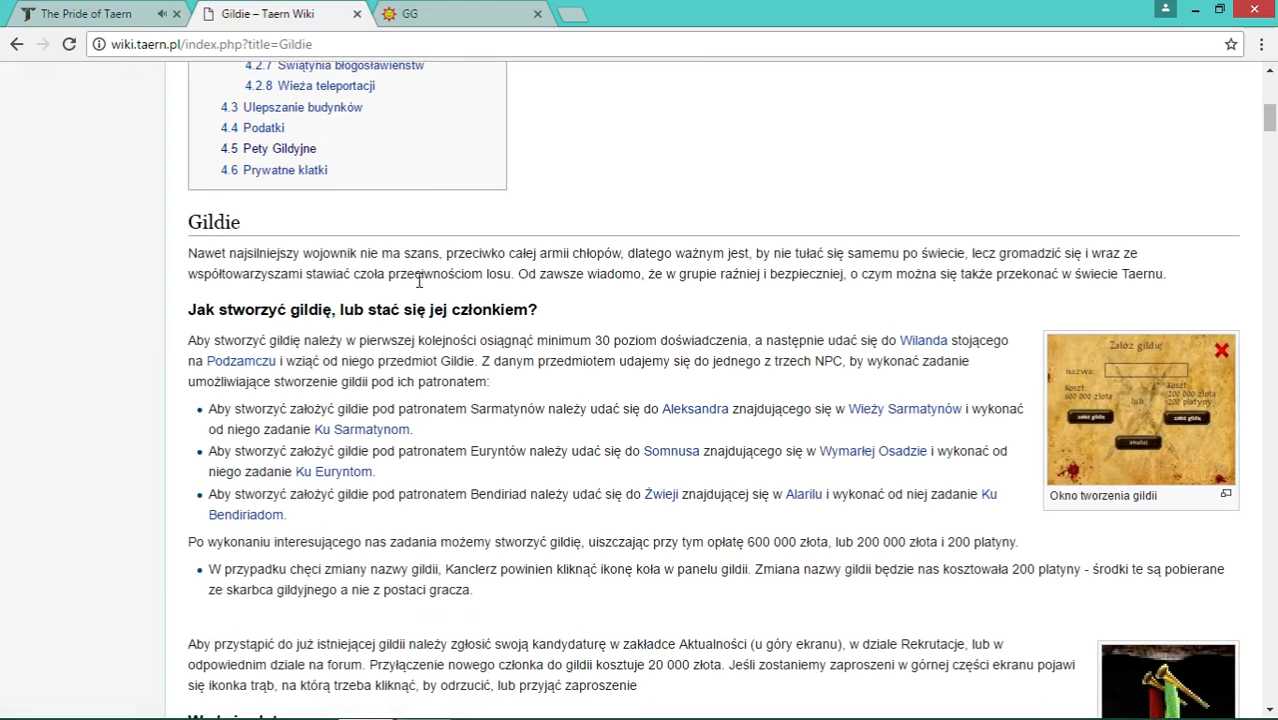 The Pride of Taern
Gildie – Taern Wiki
GG
wiki.taern.pl/index.php?title=Gildie
4.2.7 Świątynia błogosławieństw
4.2.8 Wieża teleportacji
4.3 Ulepszanie budynków
4.4 Podatki
4.5 Pety Gildyjne
4.6 Prywatne klatki
Gildie
Nawet najsilniejszy wojownik nie ma szans, przeciwko całej armii chłopów, dlatego ważnym jest, by nie tułać się samemu po świecie, lecz gromadzić się i wraz ze
współtowarzyszami stawiać czoła przeciwnościom losu. Od zawsze wiadomo, że w grupie raźniej i bezpieczniej, o czym można się także przekonać w świecie Taernu.
Jak stworzyć gildię, lub stać się jej członkiem?
Aby stworzyć gildię należy w pierwszej kolejności osiągnąć minimum 30 poziom doświadczenia, a następnie udać się do Wilanda stojącego
na Podzamczu i wziąć od niego przedmiot Gildie. Z danym przedmiotem udajemy się do jednego z trzech NPC, by wykonać zadanie
umożliwiające stworzenie gildii pod ich patronatem:
Aby stworzyć założyć gildie pod patronatem Sarmatynów należy udać się do Aleksandra znajdującego się w Wieży Sarmatynów i wykonać
od niego zadanie Ku Sarmatynom.
Aby stworzyć założyć gildie pod patronatem Euryntów należy udać się do Somnusa znajdującego się w Wymarłej Osadzie i wykonać od
niego zadanie Ku Euryntom.
Aby stworzyć założyć gildie pod patronatem Bendiriad należy udać się do Żwieji znajdującej się w Alarilu i wykonać od niej zadanie Ku
Bendiriadom.
Załóż gildię
nazwa:
Koszt: Koszt:
600 000 złota 200 000 złota
lub 200 platyny
załóż gildię załóż gildię
anuluj
Okno tworzenia gildii
Po wykonaniu interesującego nas zadania możemy stworzyć gildię, uiszczając przy tym opłatę 600 000 złota, lub 200 000 złota i 200 platyny.
W przypadku chęci zmiany nazwy gildii, Kanclerz powinien kliknąć ikonę koła w panelu gildii. Zmiana nazwy gildii będzie nas kosztowała 200 platyny - środki te są pobierane
ze skarbca gildyjnego a nie z postaci gracza.
Aby przystąpić do już istniejącej gildii należy zgłosić swoją kandydaturę w zakładce Aktualności (u góry ekranu), w dziale Rekrutacje, lub w
odpowiednim dziale na forum. Przyłączenie nowego członka do gildii kosztuje 20 000 złota. Jeśli zostaniemy zaproszeni w górnej części ekranu pojawi
się ikonka trąb, na którą trzeba kliknąć, by odrzucić, lub przyjąć zaproszenie